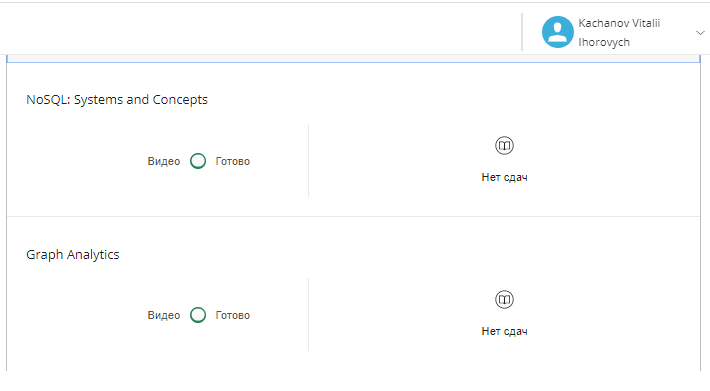 Kachanov Vitalii
Ihorovych
NoSQL: Systems and Concepts
Видео Готово
Нет сдач
Graph Analytics
Видео Готово
Нет сдач